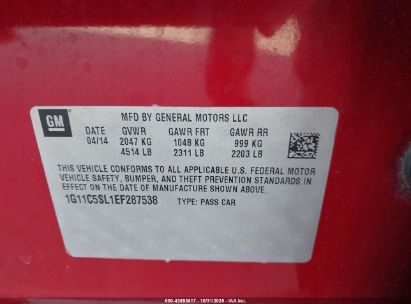 GM
MFD BY GENERAL MOTORS LLC
DATE GVWR GAWR FRT GAWR RR
04/14 2047 KG 1048 KG 999 KG
4514 LB 2311 LB 2203 LB
THIS VEHICLE CONFORMS TO ALL APPLICABLE U.S. FEDERAL MOTOR
VEHICLE SAFETY, BUMPER, AND THEFT PREVENTION STANDARDS
IN EFFECT ON THE DATE OF MANUFACTURE SHOWN ABOVE.
1G11C5SL1EF287538 TYPE: PASS CAR